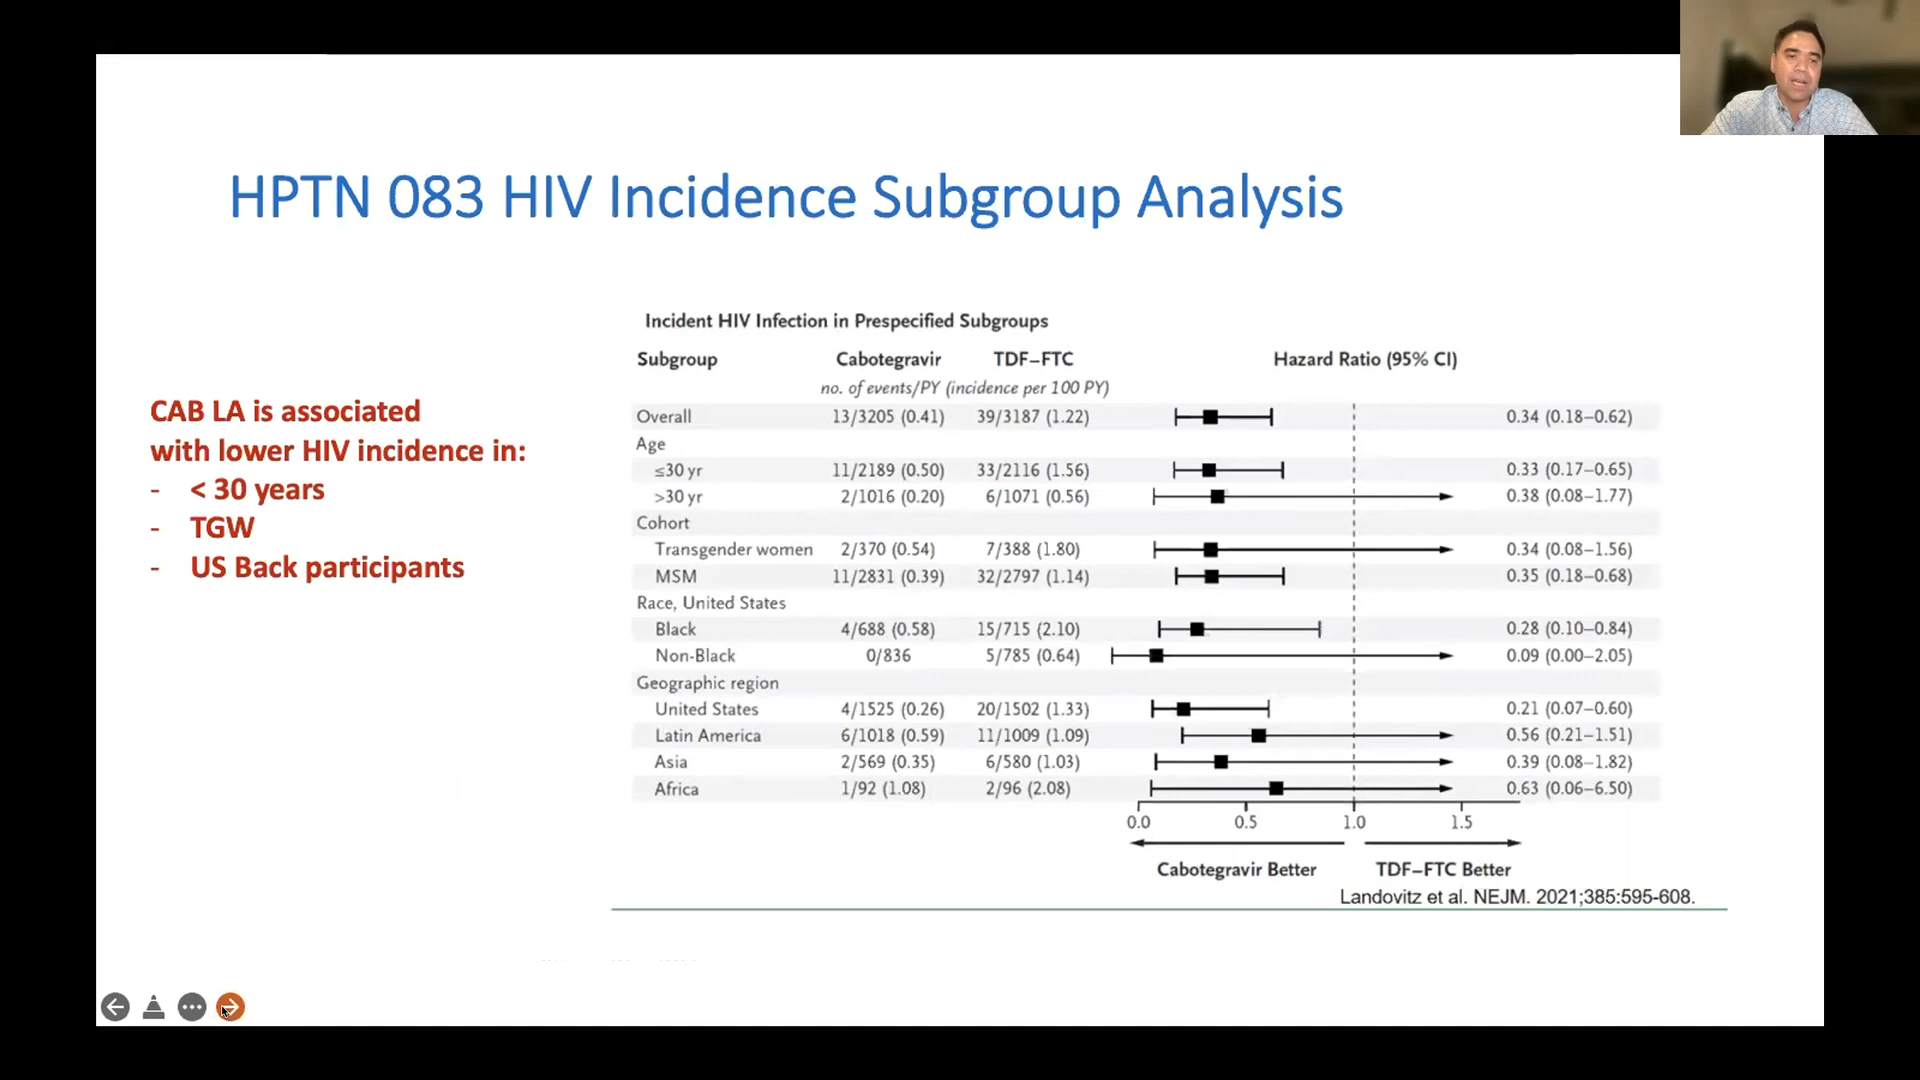 HPTN 083 HIV Incidence Subgroup Analysis
CAB LA is associated
with lower HIV incidence in:
- < 30 years
- TGW
- US Back participants
Incident HIV Infection in Prespecified Subgroups
Subgroup Cabotegravir TDF–FTC Hazard Ratio (95% CI)
no. of events/PY (incidence per 100 PY)
Overall 13/3205 (0.41) 39/3187 (1.22) 0.34 (0.18–0.62)
Age
≤30 yr 11/2189 (0.50) 33/2116 (1.56) 0.33 (0.17–0.65)
>30 yr 2/1016 (0.20) 6/1071 (0.56) 0.38 (0.08–1.77)
Cohort
Transgender women 2/370 (0.54) 7/388 (1.80) 0.34 (0.08–1.56)
MSM 11/2831 (0.39) 32/2797 (1.14) 0.35 (0.18–0.68)
Race, United States
Black 4/688 (0.58) 15/715 (2.10) 0.28 (0.10–0.84)
Non-Black 0/836 5/785 (0.64) 0.09 (0.00–2.05)
Geographic region
United States 4/1525 (0.26) 20/1502 (1.33) 0.21 (0.07–0.60)
Latin America 6/1018 (0.59) 11/1009 (1.09) 0.56 (0.21–1.51)
Asia 2/569 (0.35) 6/580 (1.03) 0.39 (0.08–1.82)
Africa 1/92 (1.08) 2/96 (2.08) 0.63 (0.06–6.50)
0.0 0.5 1.0 1.5
Cabotegravir Better TDF–FTC Better
Landovitz et al. NEJM. 2021;385:595-608.